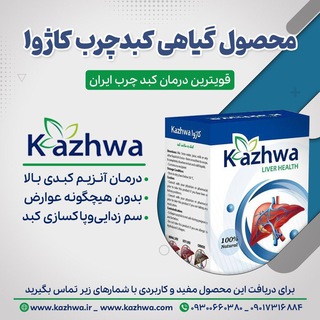 محصول گیاهی کبدچرب کاژوا
قویترین درمان کبد چرب ایران
Kazhwa
درمان آنزیم کبدی بالا
بدون هیچگونه عوارض
سم زدایی‌وپاکسازی کبد
کاژوا Kazhwa
Kazhwa
LIVER HEALTH
100%
Natural
برای دریافت این محصول مفید و کاربردی با شمارهای زیر تماس بگیرید
www.kazhwa.ir _ www.kazhwa.com ۰۹۳۰۰۶۶۰۳۸۰ _ ۰۹۰۱۷۳۱۶۸۸۴